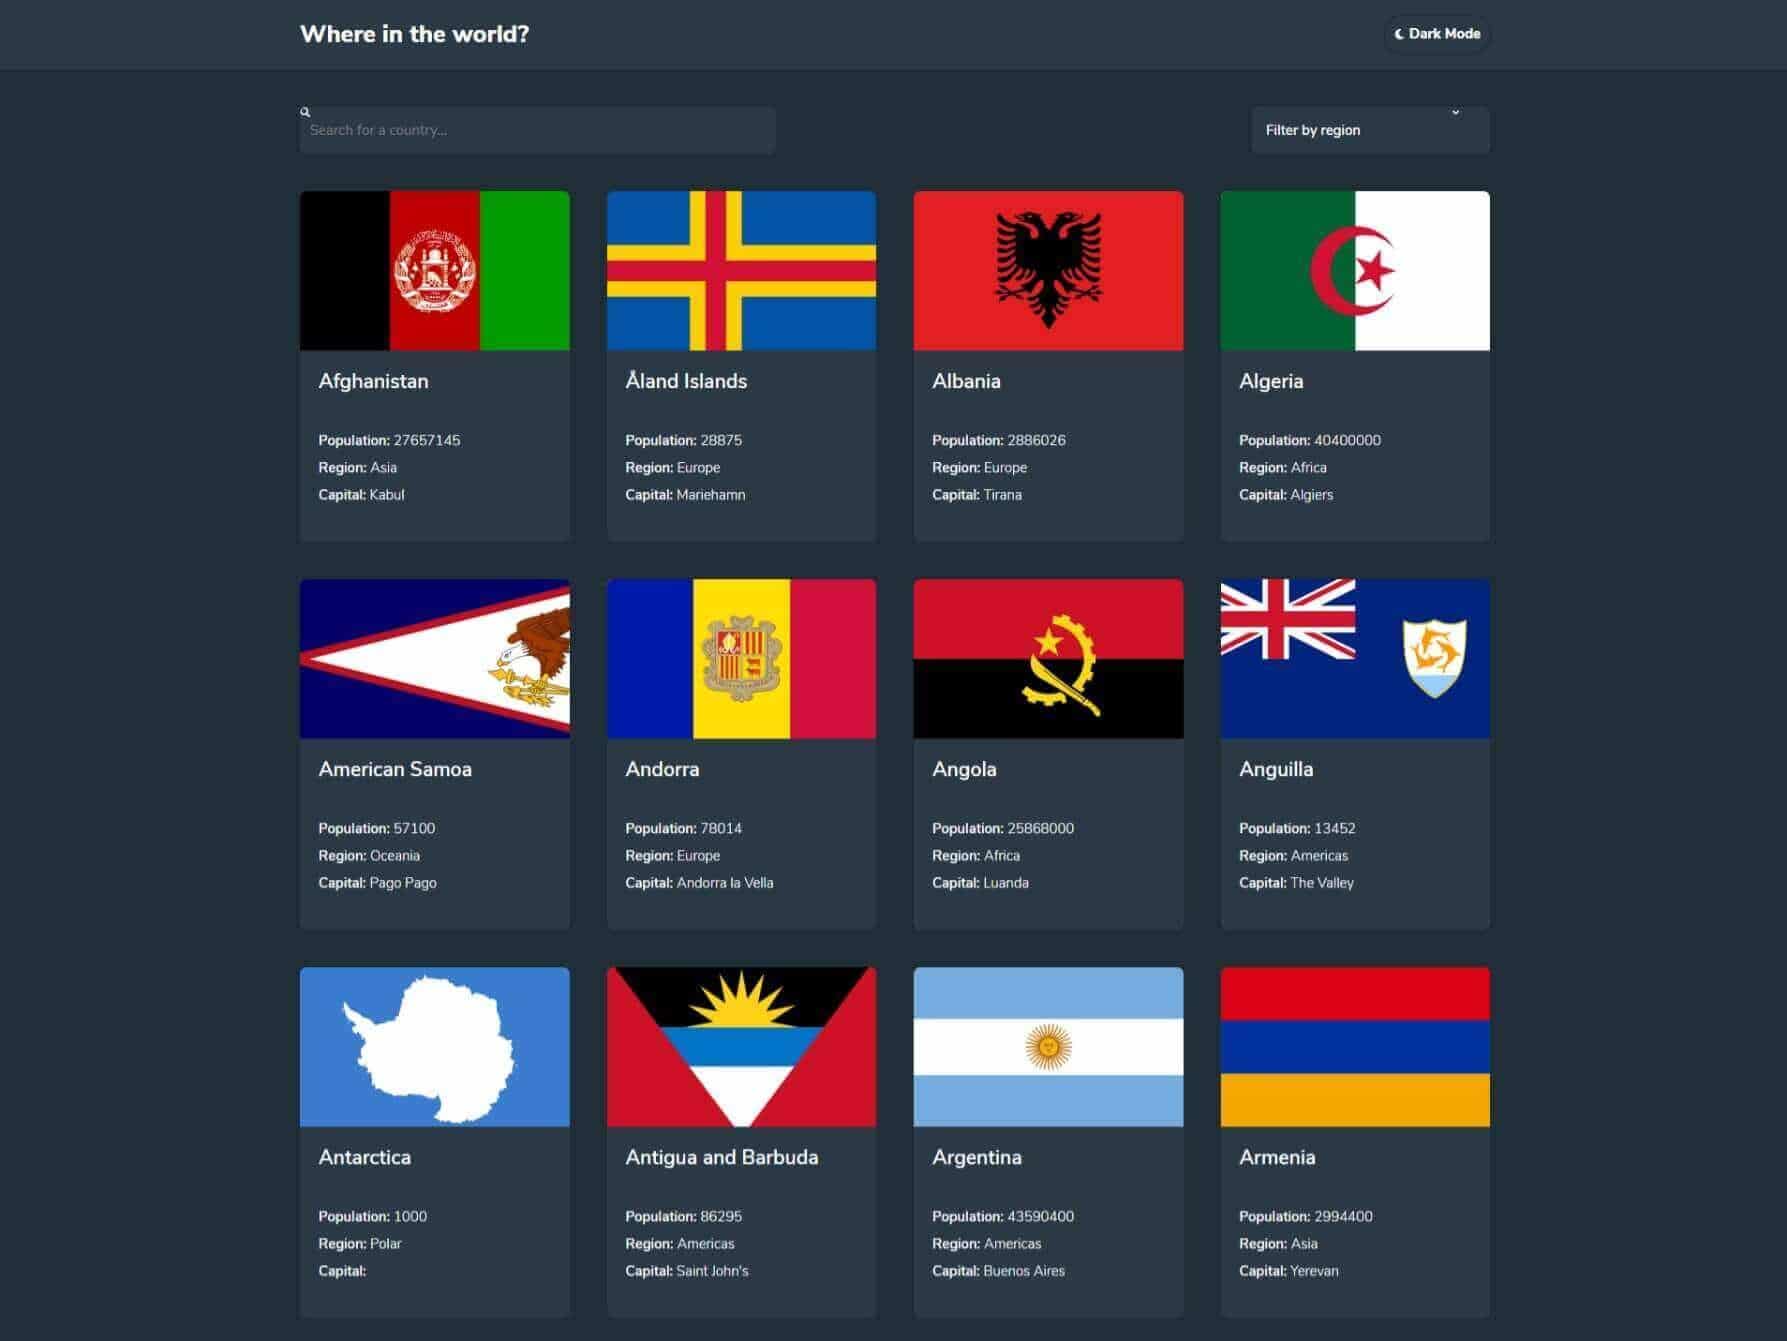 Where in the world?
Dark Mode
Search for a country...
Filter by region
Afghanistan
Population: 27657145
Region: Asia
Capital: Kabul
Åland Islands
Population: 28875
Region: Europe
Capital: Mariehamn
Albania
Population: 2886026
Region: Europe
Capital: Tirana
Algeria
Population: 40400000
Region: Africa
Capital: Algiers
American Samoa
Population: 57100
Region: Oceania
Capital: Pago Pago
Andorra
Population: 78014
Region: Europe
Capital: Andorra la Vella
Angola
Population: 25868000
Region: Africa
Capital: Luanda
Anguilla
Population: 13452
Region: Americas
Capital: The Valley
Antarctica
Population: 1000
Region: Polar
Capital:
Antigua and Barbuda
Population: 86295
Region: Americas
Capital: Saint John's
Argentina
Population: 43590400
Region: Americas
Capital: Buenos Aires
Armenia
Population: 2994400
Region: Asia
Capital: Yerevan